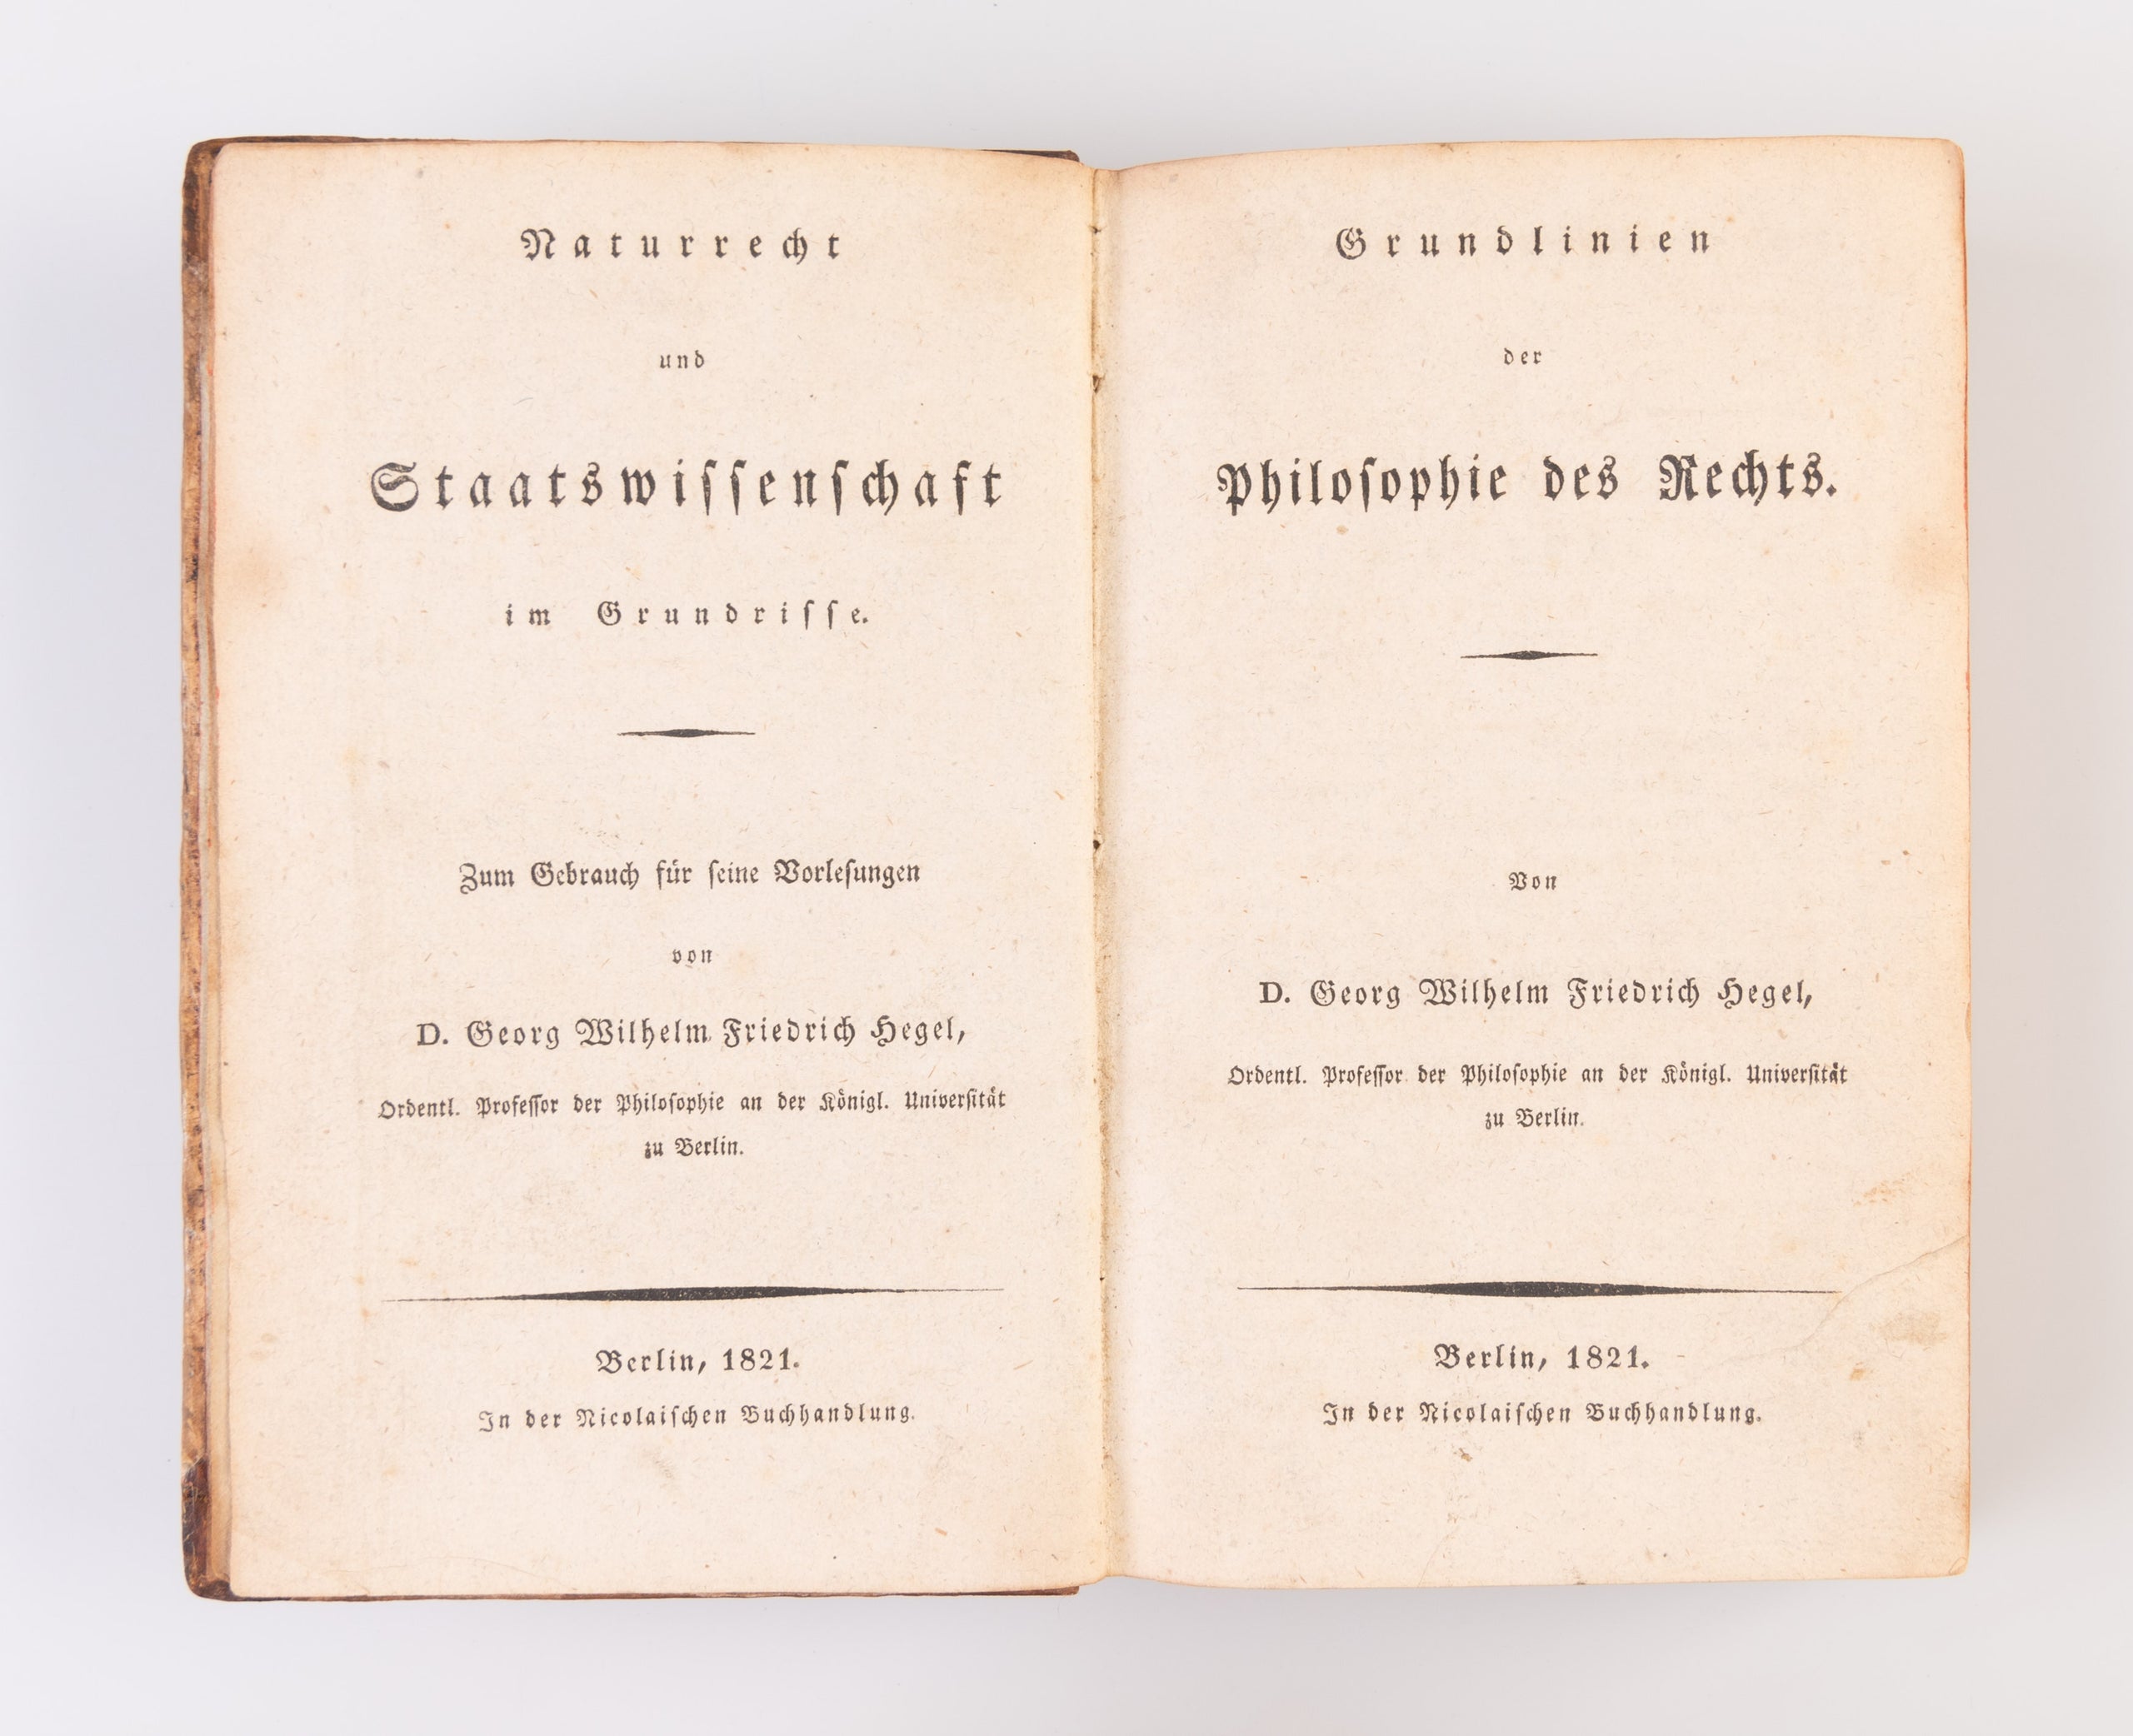 Naturrecht
und
Staatswiſſenſchaft
im Grundriſſe.
Zum Gebrauch für ſeine Vorleſungen
von
D. Georg Wilhelm Friedrich Hegel,
Ordentl. Profeſſor der Philoſophie an der Königl. Univerſität
zu Berlin.
Berlin, 1821.
In der Nicolaiſchen Buchhandlung.
Grundlinien
der
Philoſophie des Rechts.
Von
D. Georg Wilhelm Friedrich Hegel,
Ordentl. Profeſſor der Philoſophie an der Königl. Univerſität
zu Berlin.
Berlin, 1821.
In der Nicolaiſchen Buchhandlung.